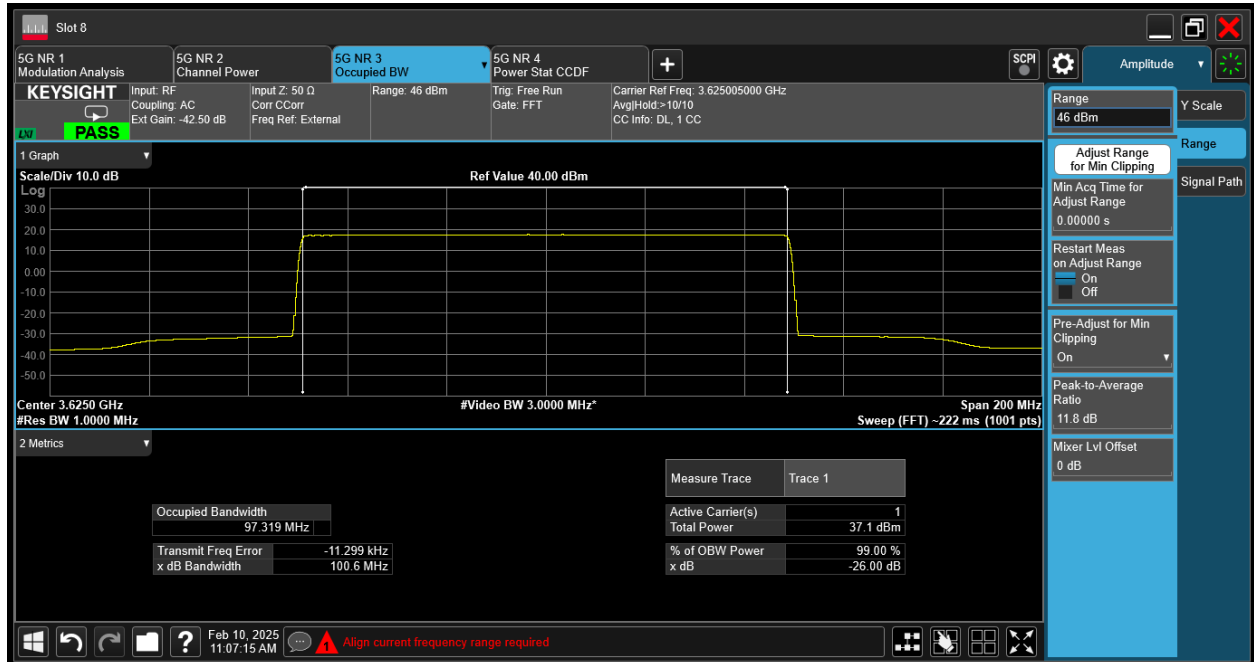 Slot 8
5G NR 1
Modulation Analysis
5G NR 2
Channel Power
5G NR 3
Occupied BW
5G NR 4
Power Stat CCDF
SCPI
Amplitude
KEYSIGHT
LXI
PASS
Input: RF
Coupling: AC
Ext Gain: -42.50 dB
Input Z: 50 Ω
Corr CCorr
Freq Ref: External
Range: 46 dBm
Trig: Free Run
Gate: FFT
Carrier Ref Freq: 3.625005000 GHz
Avg|Hold:>10/10
CC Info: DL, 1 CC
1 Graph
Scale/Div 10.0 dB
Ref Value 40.00 dBm
Log
30.0
20.0
10.0
0.00
-10.0
-20.0
-30.0
-40.0
-50.0
Center 3.6250 GHz
#Video BW 3.0000 MHz*
Span 200 MHz
#Res BW 1.0000 MHz
Sweep (FFT) ~222 ms (1001 pts)
2 Metrics
Measure Trace Trace 1
Occupied Bandwidth
97.319 MHz
Active Carrier(s) 1
Total Power 37.1 dBm
Transmit Freq Error -11.299 kHz
x dB Bandwidth 100.6 MHz
% of OBW Power 99.00 %
x dB -26.00 dB
Range
46 dBm
Adjust Range
for Min Clipping
Min Acq Time for
Adjust Range
0.00000 s
Restart Meas
on Adjust Range
On
Off
Pre-Adjust for Min
Clipping
On
Peak-to-Average
Ratio
11.8 dB
Mixer Lvl Offset
0 dB
Y Scale
Range
Signal Path
?
Feb 10, 2025
11:07:15 AM
1
Align current frequency range required